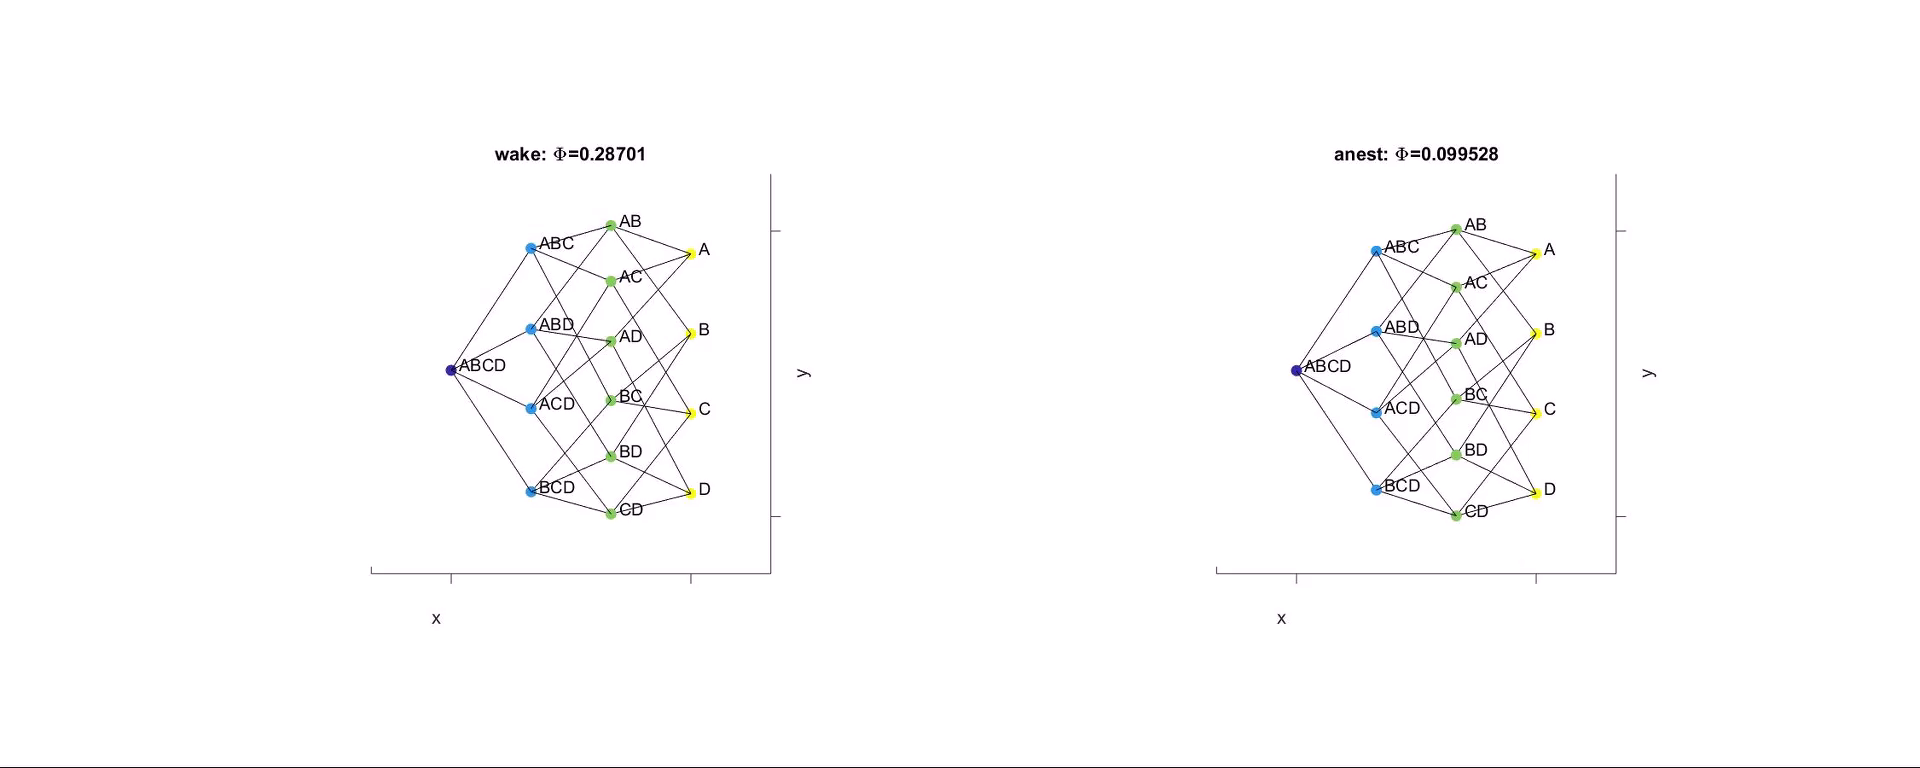 wake: Φ=0.28701
AB
ABC
A
AC
ABD
B
AD
ABCD
BC
ACD
C
BD
BCD
D
CD
x
y
anest: Φ=0.099528
AB
ABC
A
AC
ABD
B
AD
ABCD
BC
ACD
C
BD
BCD
D
CD
x
y